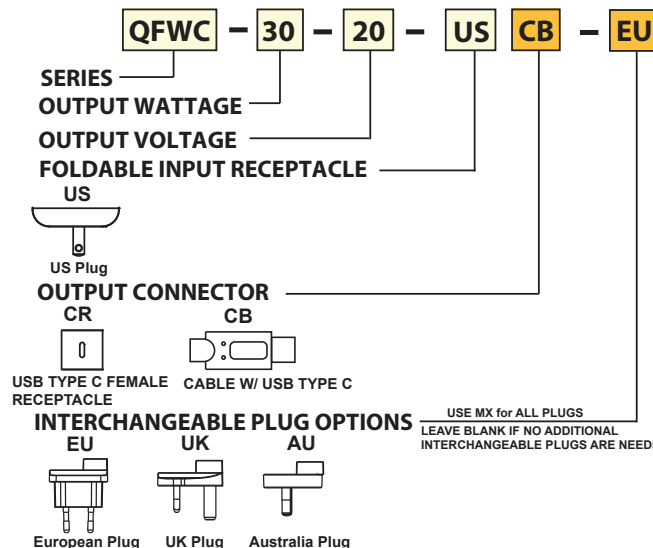 QFWC – 30 – 20 – US CB – EU
SERIES
OUTPUT WATTAGE
OUTPUT VOLTAGE
FOLDABLE INPUT RECEPTACLE
US
US Plug
OUTPUT CONNECTOR
CR CB
USB TYPE C FEMALE RECEPTACLE
CABLE W/ USB TYPE C
INTERCHANGEABLE PLUG OPTIONS
USE MX for ALL PLUGS
LEAVE BLANK IF NO ADDITIONAL
INTERCHANGEABLE PLUGS ARE
EU UK AU
European Plug UK Plug Australia Plug